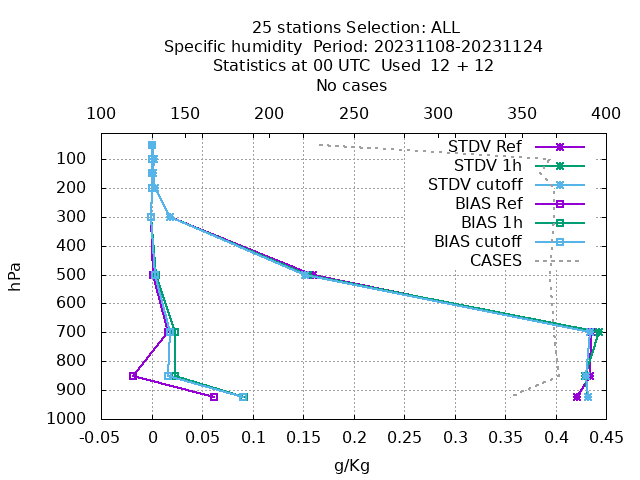 25 stations Selection: ALL
Specific humidity  Period: 20231108-20231124
Statistics at 00 UTC  Used  12 + 12
No cases
100 150 200 250 300 350 400
STDV Ref
STDV 1h
STDV cutoff
BIAS Ref
BIAS 1h
BIAS cutoff
CASES
hPa
100
200
300
400
500
600
700
800
900
1000
-0.05 0 0.05 0.1 0.15 0.2 0.25 0.3 0.35 0.4 0.45
g/Kg